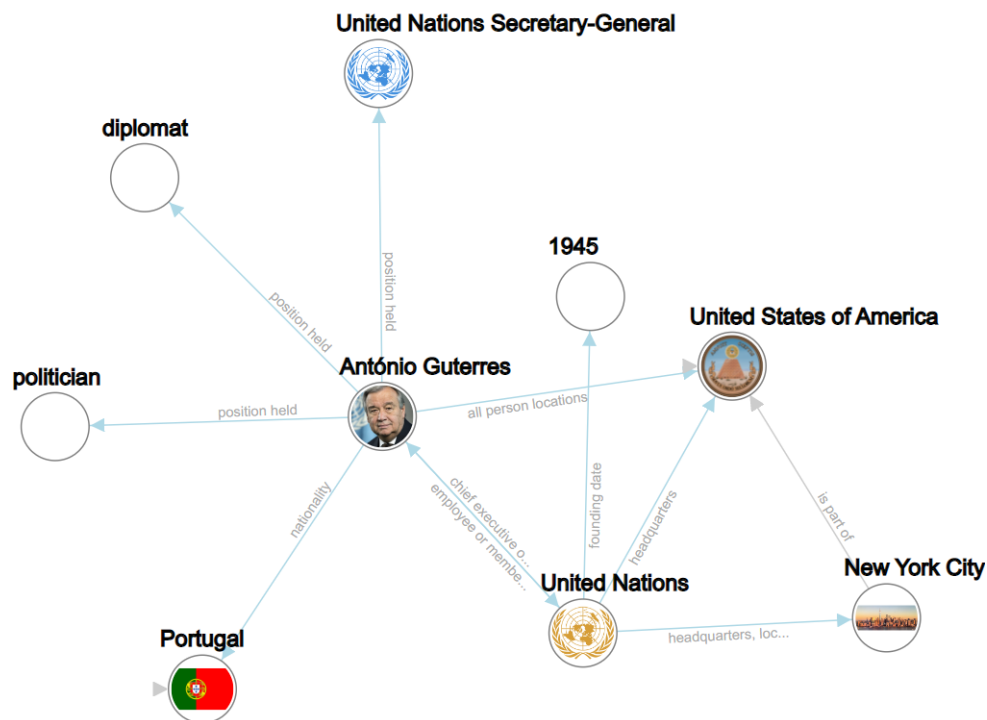 United Nations Secretary-General
diplomat
position held
position held
1945
United States of America
António Guterres
politician
position held
all person locations
nationality
chief executive o...
employee or membe...
founding date
headquarters
is part of
United Nations
New York City
headquarters, loc...
Portugal